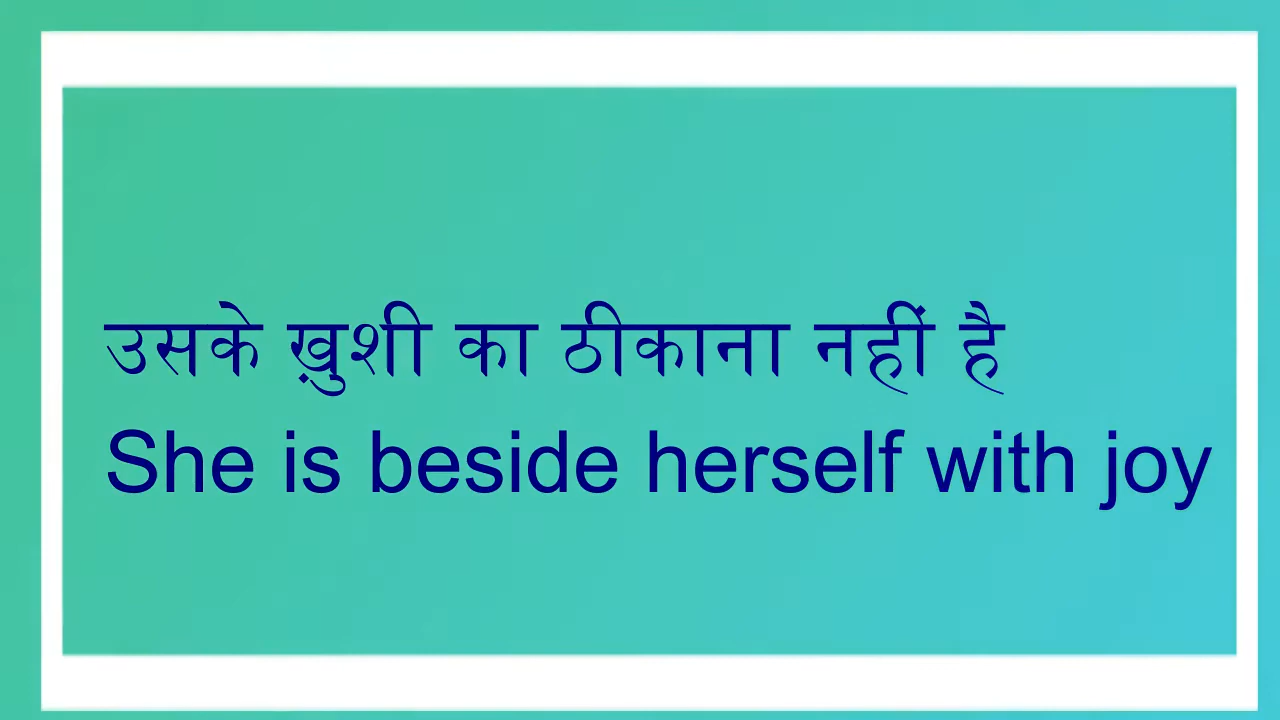 उसके ख़ुशी का ठीकाना नहीं है
She is beside herself with joy